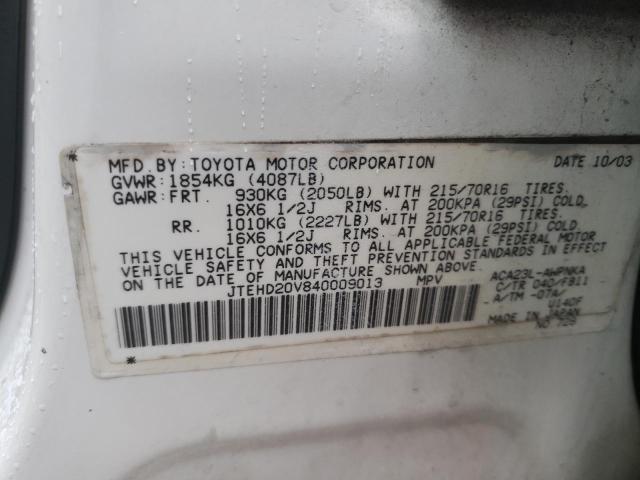 MFD.BY:TOYOTA MOTOR CORPORATION DATE 10/03
GVWR:1854KG (4087LB)
GAWR:FRT. 930KG (2050LB) WITH 215/70R16 TIRES.
16X6 1/2J RIMS. AT 200KPA (29PSI) COLD
RR. 1010KG (2227LB) WITH 215/70R16 TIRES.
16X6 1/2J RIMS. AT 200KPA (29PSI) COLD
THIS VEHICLE CONFORMS TO ALL APPLICABLE FEDERAL MOTOR
VEHICLE SAFETY AND THEFT PREVENTION STANDARDS IN EFFECT
ON THE DATE OF MANUFACTURE SHOWN ABOVE.
JTEHD20V840009013 MPV
ACA23L-AWPNKA
C/TR 040/FB11
A/TM -07A/
W140F
MADE IN JAPAN
NO 729